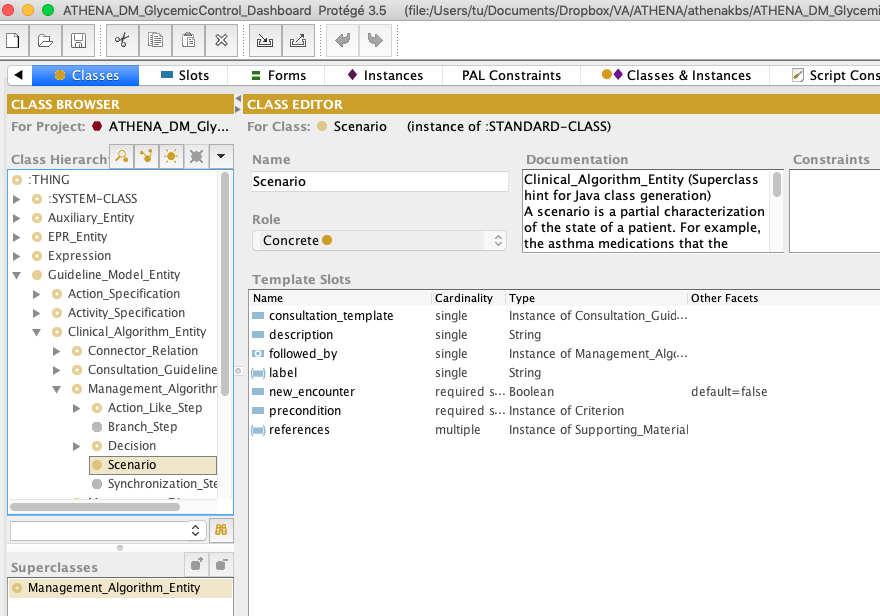 ATHENA_DM_GlycemicControl_Dashboard Protégé 3.5 (file:/Users/tu/Documents/Dropbox/VA/ATHENA/athenakbs/ATHENA_DM_Glycemi
Classes Slots Forms Instances PAL Constraints Classes & Instances Script Cons
CLASS BROWSER
For Project: ATHENA_DM_Gly...
Class Hierarch
:THING
:SYSTEM-CLASS
Auxiliary_Entity
EPR_Entity
Expression
Guideline_Model_Entity
Action_Specification
Activity_Specification
Clinical_Algorithm_Entity
Connector_Relation
Consultation_Guideline
Management_Algorithm
Action_Like_Step
Branch_Step
Decision
Scenario
Synchronization_Ste
Superclasses
Management_Algorithm_Entity
CLASS EDITOR
For Class: Scenario (instance of :STANDARD-CLASS)
Name
Scenario
Role
Concrete
Documentation
Clinical_Algorithm_Entity (Superclass
hint for Java class generation)
A scenario is a partial characterization
of the state of a patient. For example,
the asthma medications that the
Constraints
Template Slots
Name Cardinality Type Other Facets
consultation_template single Instance of Consultation_Guid...
description single String
followed_by single Instance of Management_Algo...
label single String
new_encounter required s... Boolean default=false
precondition required s... Instance of Criterion
references multiple Instance of Supporting_Material